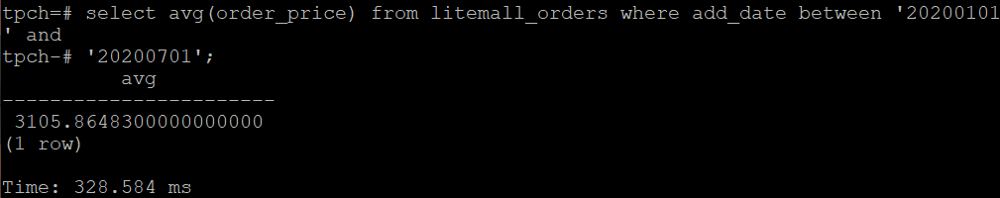 tpch=# select avg(order_price) from litemall_orders where add_date between '20200101
' and
tpch-# '20200701';
avg
-----------------------
3105.8648300000000000
(1 row)
Time: 328.584 ms